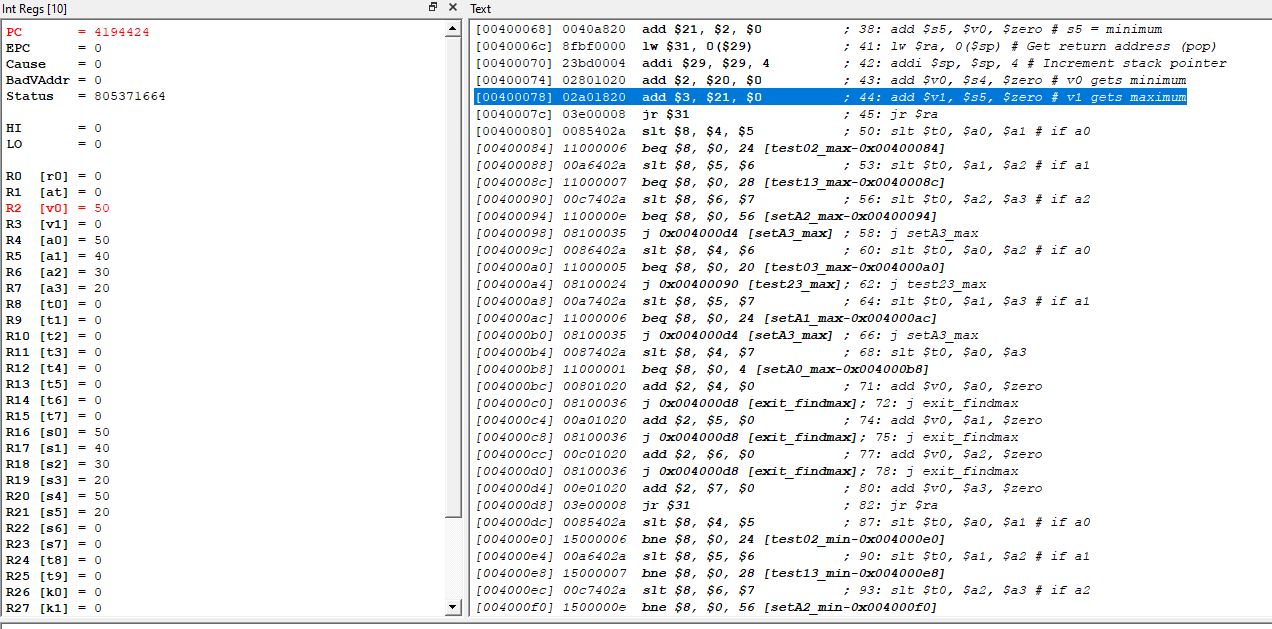 Int Regs [10]
PC = 4194424
EPC = 0
Cause = 0
BadVAddr = 0
Status = 805371664
HI = 0
LO = 0
R0 [r0] = 0
R1 [at] = 0
R2 [v0] = 50
R3 [v1] = 0
R4 [a0] = 50
R5 [a1] = 40
R6 [a2] = 30
R7 [a3] = 20
R8 [t0] = 0
R9 [t1] = 0
R10 [t2] = 0
R11 [t3] = 0
R12 [t4] = 0
R13 [t5] = 0
R14 [t6] = 0
R15 [t7] = 0
R16 [s0] = 50
R17 [s1] = 40
R18 [s2] = 30
R19 [s3] = 20
R20 [s4] = 50
R21 [s5] = 20
R22 [s6] = 0
R23 [s7] = 0
R24 [t8] = 0
R25 [t9] = 0
R26 [k0] = 0
R27 [k1] = 0
Text
[00400068] 0040a820 add $21, $2, $0 ; 38: add $s5, $v0, $zero # s5 = minimum
[0040006c] 8fbf0000 lw $31, 0($29) ; 41: lw $ra, 0($sp) # Get return address (pop)
[00400070] 23bd0004 addi $29, $29, 4 ; 42: addi $sp, $sp, 4 # Increment stack pointer
[00400074] 02801020 add $2, $20, $0 ; 43: add $v0, $s4, $zero # v0 gets minimum
[00400078] 02a01820 add $3, $21, $0 ; 44: add $v1, $s5, $zero # v1 gets maximum
[0040007c] 03e00008 jr $31 ; 45: jr $ra
[00400080] 0085402a slt $8, $4, $5 ; 50: slt $t0, $a0, $a1 # if a0
[00400084] 11000006 beq $8, $0, 24 [test02_max-0x00400084]
[00400088] 00a6402a slt $8, $5, $6 ; 53: slt $t0, $a1, $a2 # if a1
[0040008c] 11000007 beq $8, $0, 28 [test13_max-0x0040008c]
[00400090] 00c7402a slt $8, $6, $7 ; 56: slt $t0, $a2, $a3 # if a2
[00400094] 1100000e beq $8, $0, 56 [setA2_max-0x00400094]
[00400098] 08100035 j 0x004000d4 [setA3_max] ; 58: j setA3_max
[0040009c] 0086402a slt $8, $4, $6 ; 60: slt $t0, $a0, $a2 # if a0
[004000a0] 11000005 beq $8, $0, 20 [test03_max-0x004000a0]
[004000a4] 08100024 j 0x00400090 [test23_max]; 62: j test23_max
[004000a8] 00a7402a slt $8, $5, $7 ; 64: slt $t0, $a1, $a3 # if a1
[004000ac] 11000006 beq $8, $0, 24 [setA1_max-0x004000ac]
[004000b0] 08100035 j 0x004000d4 [setA3_max] ; 66: j setA3_max
[004000b4] 0087402a slt $8, $4, $7 ; 68: slt $t0, $a0, $a3
[004000b8] 11000001 beq $8, $0, 4 [setA0_max-0x004000b8]
[004000bc] 00801020 add $2, $4, $0 ; 71: add $v0, $a0, $zero
[004000c0] 08100036 j 0x004000d8 [exit_findmax]; 72: j exit_findmax
[004000c4] 00a01020 add $2, $5, $0 ; 74: add $v0, $a1, $zero
[004000c8] 08100036 j 0x004000d8 [exit_findmax]; 75: j exit_findmax
[004000cc] 00c01020 add $2, $6, $0 ; 77: add $v0, $a2, $zero
[004000d0] 08100036 j 0x004000d8 [exit_findmax]; 78: j exit_findmax
[004000d4] 00e01020 add $2, $7, $0 ; 80: add $v0, $a3, $zero
[004000d8] 03e00008 jr $31 ; 82: jr $ra
[004000dc] 0085402a slt $8, $4, $5 ; 87: slt $t0, $a0, $a1 # if a0
[004000e0] 15000006 bne $8, $0, 24 [test02_min-0x004000e0]
[004000e4] 00a6402a slt $8, $5, $6 ; 90: slt $t0, $a1, $a2 # if a1
[004000e8] 15000007 bne $8, $0, 28 [test13_min-0x004000e8]
[004000ec] 00c7402a slt $8, $6, $7 ; 93: slt $t0, $a2, $a3 # if a2
[004000f0] 1500000e bne $8, $0, 56 [setA2_min-0x004000f0]